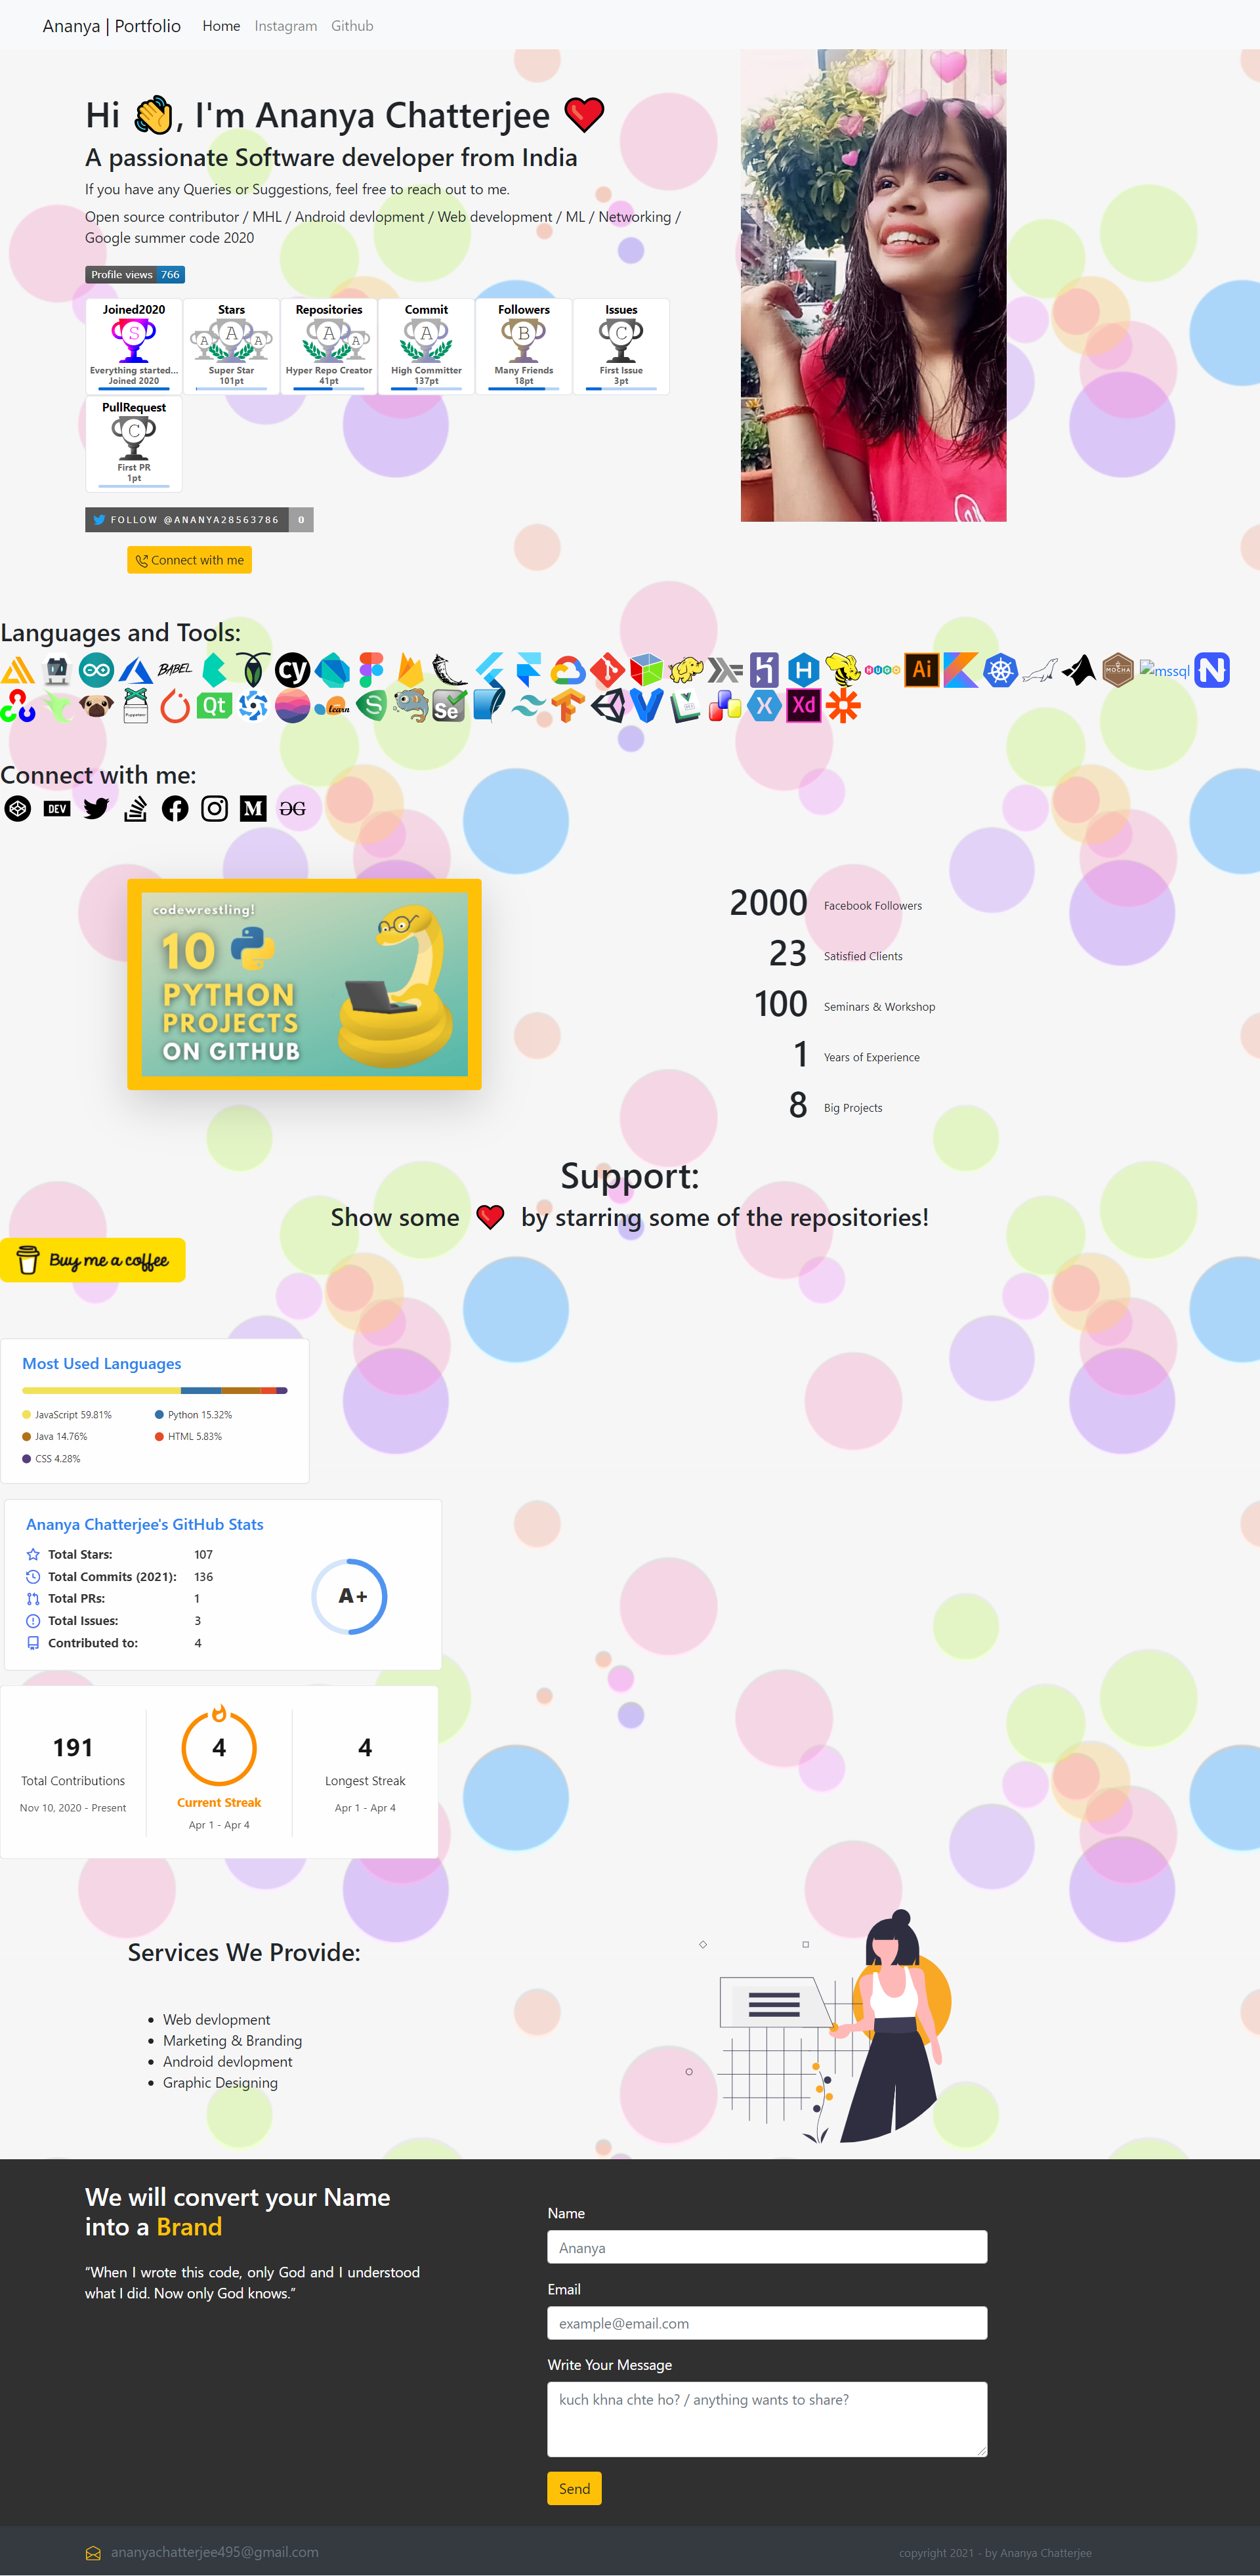 Ananya | Portfolio Home Instagram Github
Hi 👋, I'm Ananya Chatterjee ❤️
A passionate Software developer from India
If you have any Queries or Suggestions, feel free to reach out to me.
Open source contributor / MHL / Android devlopment / Web development / ML / Networking /
Google summer code 2020
Profile views 766
Joined2020 Stars Repositories Commit Followers Issues
S A A A A A A B C
Everything started... Super Star Hyper Repo Creator High Committer Many Friends First Issue
Joined 2020 101pt 41pt 137pt 18pt 3pt
PullRequest
C
First PR
1pt
FOLLOW @ANANYA28563786 0
Connect with me
Languages and Tools:
BABEL cy HUGO Ai MOCHA mssql N
Puppeteer Qt learn S Se X Xd
Connect with me:
DEV M GG
codewrestling!
10
PYTHON
PROJECTS
ON GITHUB
2000 Facebook Followers
23 Satisfied Clients
100 Seminars & Workshop
1 Years of Experience
8 Big Projects
Support:
Show some ❤️ by starring some of the repositories!
Buy me a coffee
Most Used Languages
JavaScript 59.81% Python 15.32%
Java 14.76% HTML 5.83%
CSS 4.28%
Ananya Chatterjee's GitHub Stats
Total Stars: 107
Total Commits (2021): 136
Total PRs: 1
Total Issues: 3
Contributed to: 4
A+
191 4 4
Total Contributions Current Streak Longest Streak
Nov 10, 2020 - Present Apr 1 - Apr 4 Apr 1 - Apr 4
Services We Provide:
Web devlopment
Marketing & Branding
Android devlopment
Graphic Designing
We will convert your Name
into a Brand
“When I wrote this code, only God and I understood
what I did. Now only God knows.”
Name
Ananya
Email
example@email.com
Write Your Message
kuch khna chte ho? / anything wants to share?
Send
ananyachatterjee495@gmail.com
copyright 2021 - by Ananya Chatterjee